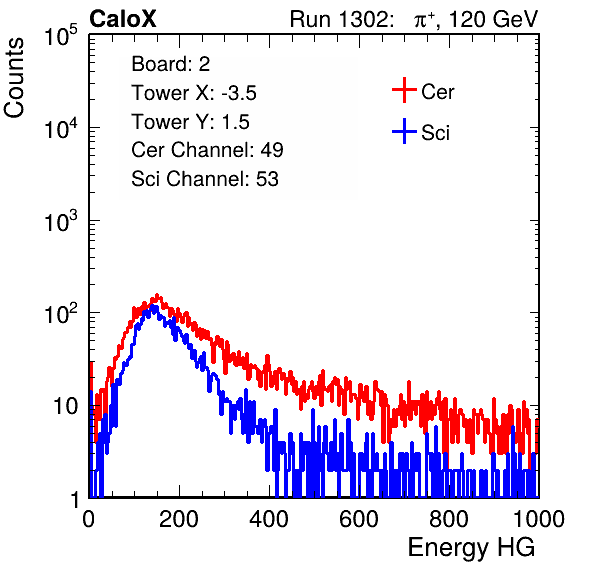 CaloX Run 1302: π⁺, 120 GeV
Counts
10⁵
10⁴
10³
10²
10
1
Board: 2
Tower X: -3.5
Tower Y: 1.5
Cer Channel: 49
Sci Channel: 53
Cer
Sci
0 200 400 600 800 1000
Energy HG